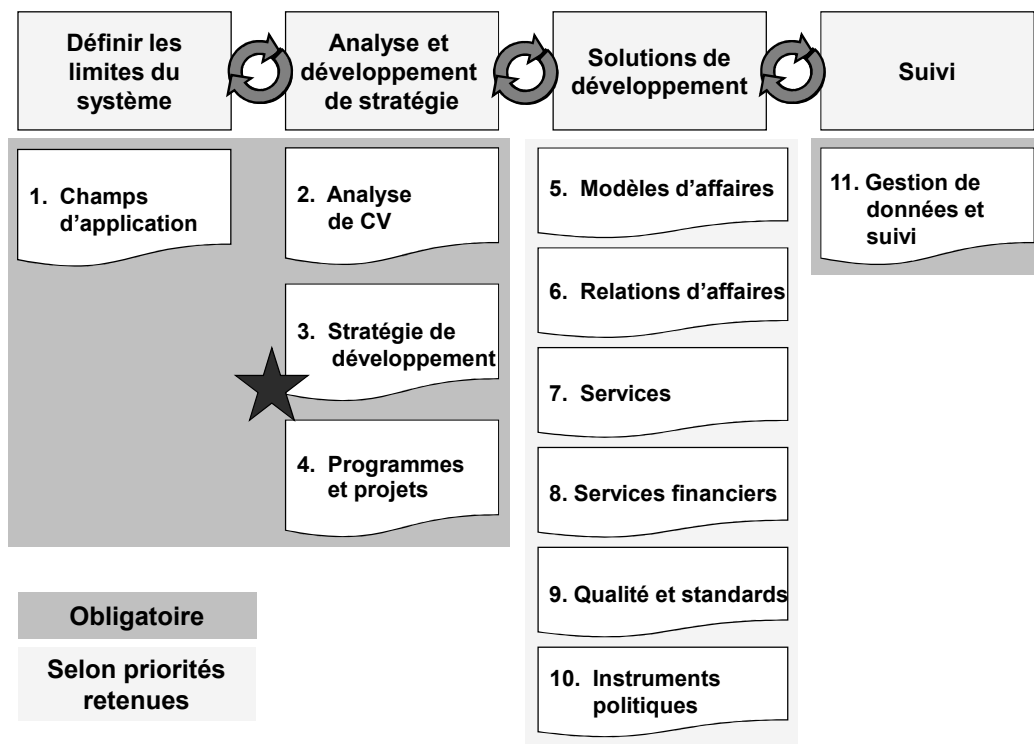 Définir les
limites du
système
Analyse et
développement
de stratégie
Solutions de
développement
Suivi
1. Champs
d'application
2. Analyse
de CV
3. Stratégie de
développement
4. Programmes
et projets
5. Modèles d'affaires
6. Relations d'affaires
7. Services
8. Services financiers
9. Qualité et standards
10. Instruments
politiques
11. Gestion de
données et
suivi
Obligatoire
Selon priorités
retenues